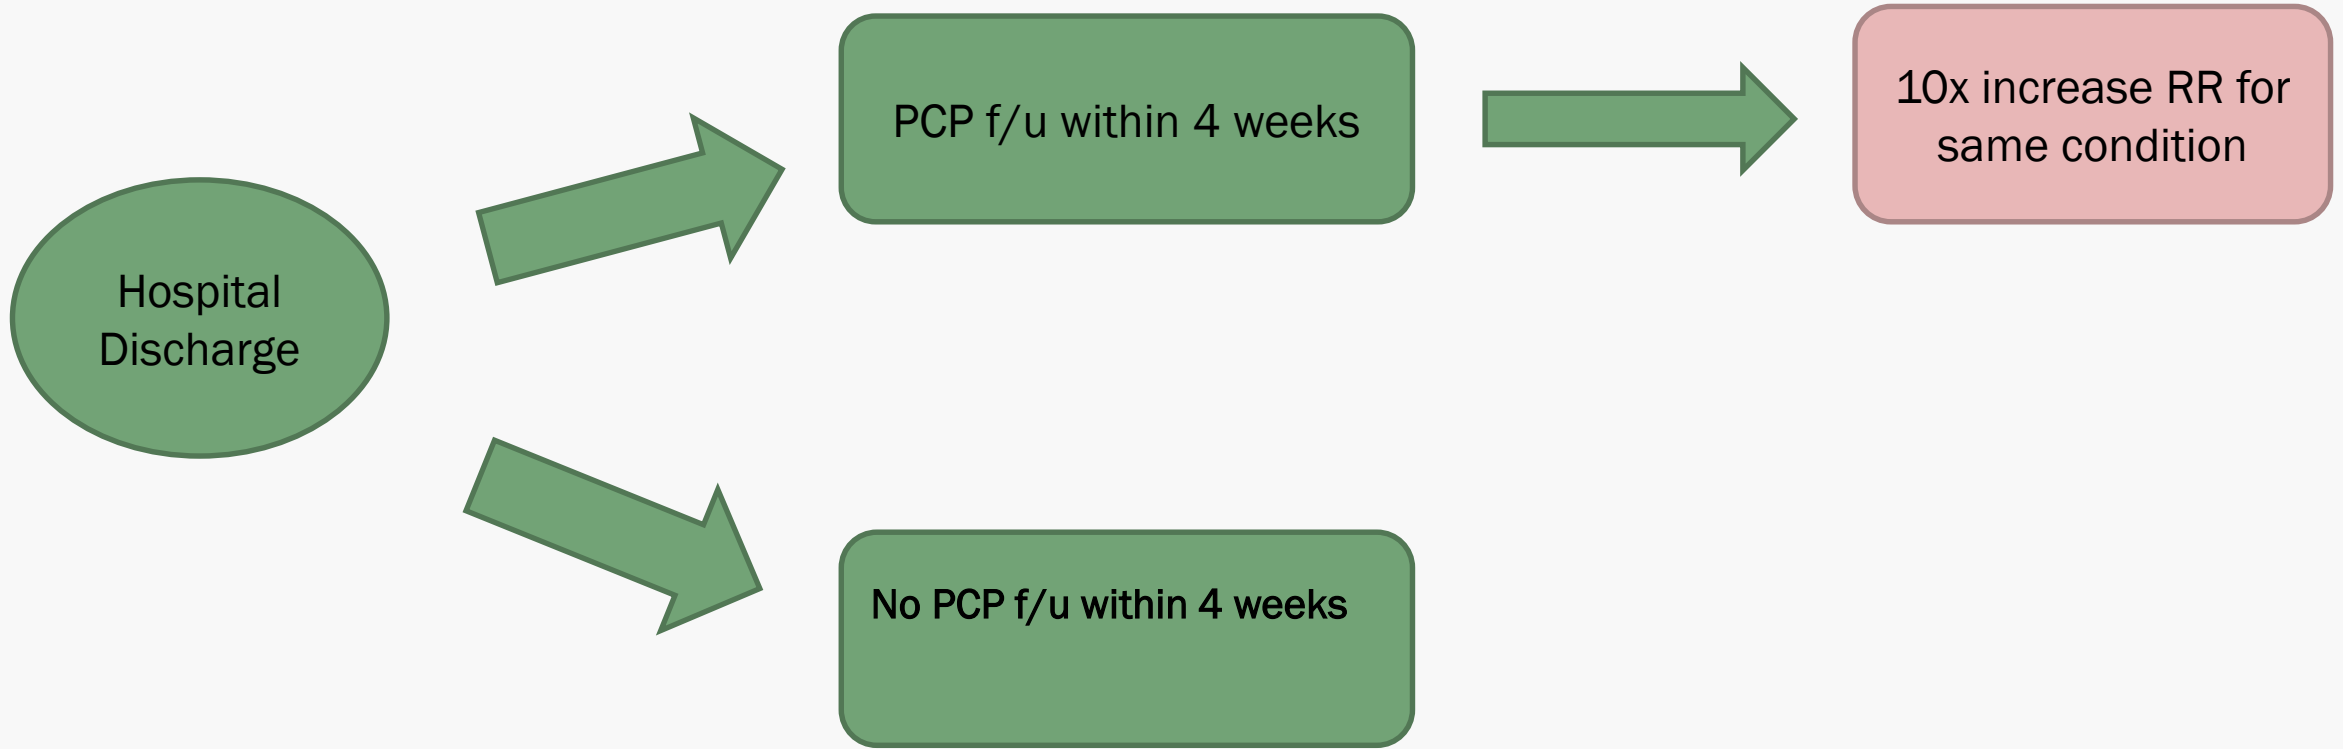 Hospital
Discharge
PCP f/u within 4 weeks
10x increase RR for
same condition
No PCP f/u within 4 weeks